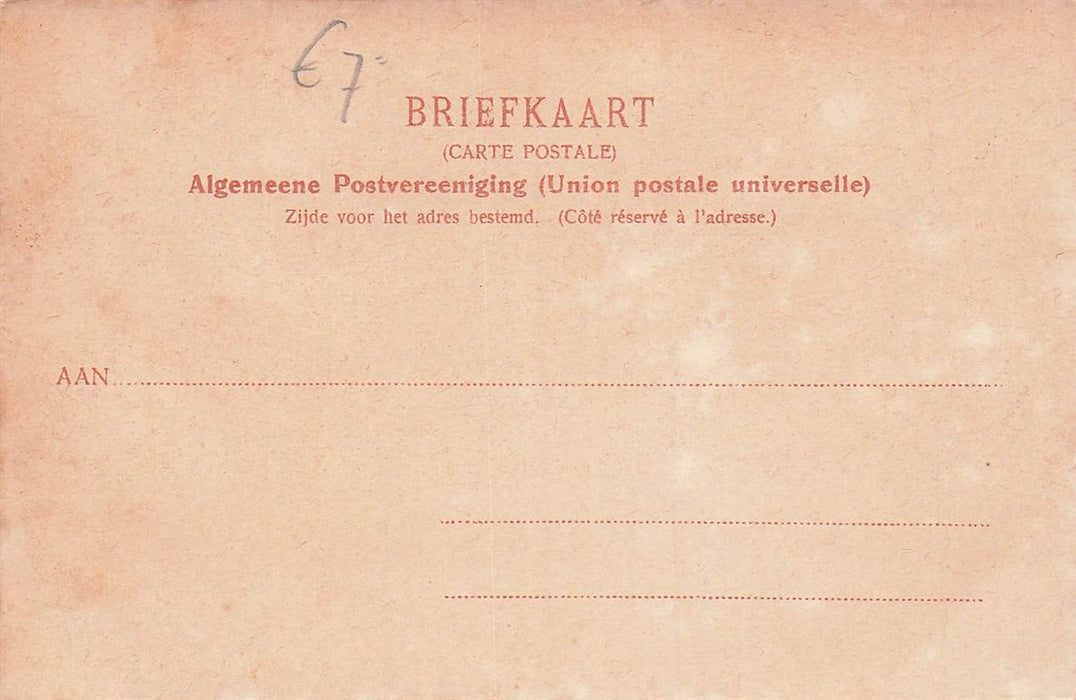 € 7=
BRIEFKAART
(CARTE POSTALE)
Algemeene Postvereeniging (Union postale universelle)
Zijde voor het adres bestemd. (Côté réservé à l'adresse.)
AAN